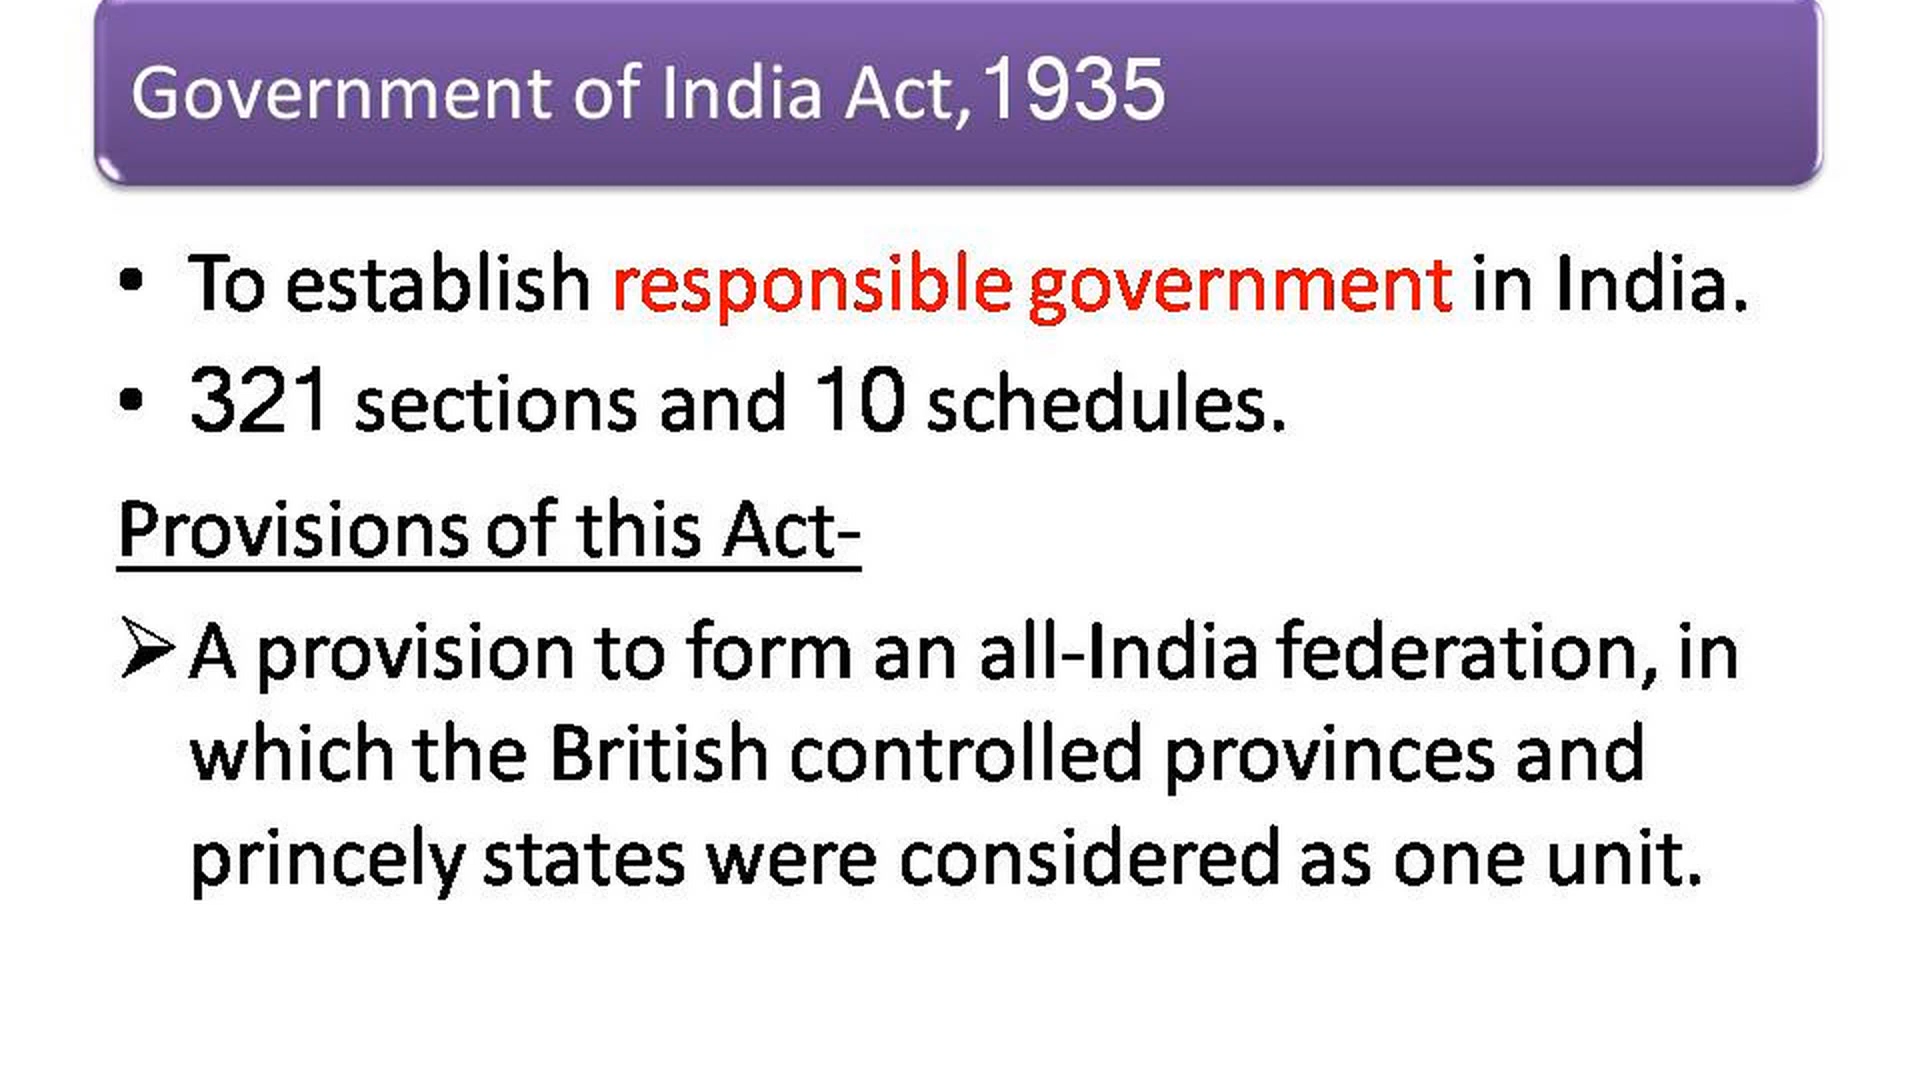 Government of India Act,1935
• To establish responsible government in India.
• 321 sections and 10 schedules.
Provisions of this Act-
➢ A provision to form an all-India federation, in
which the British controlled provinces and
princely states were considered as one unit.